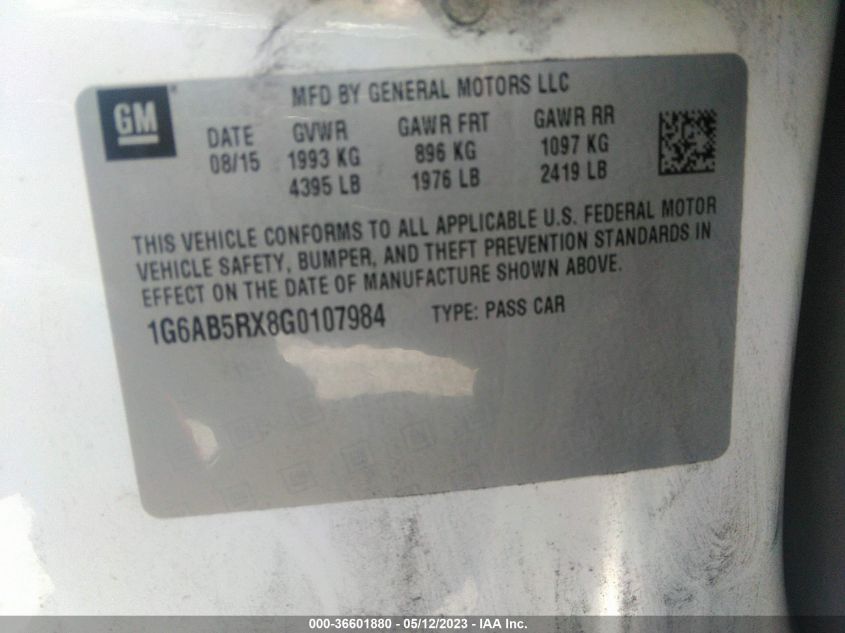 GM
MFD BY GENERAL MOTORS LLC
DATE GVWR GAWR FRT GAWR RR
08/15 1993 KG 896 KG 1097 KG
4395 LB 1976 LB 2419 LB
THIS VEHICLE CONFORMS TO ALL APPLICABLE U.S. FEDERAL MOTOR
VEHICLE SAFETY, BUMPER, AND THEFT PREVENTION STANDARDS IN
EFFECT ON THE DATE OF MANUFACTURE SHOWN ABOVE.
1G6AB5RX8G0107984 TYPE: PASS CAR
000-36601880 - 05/12/2023 - IAA Inc.